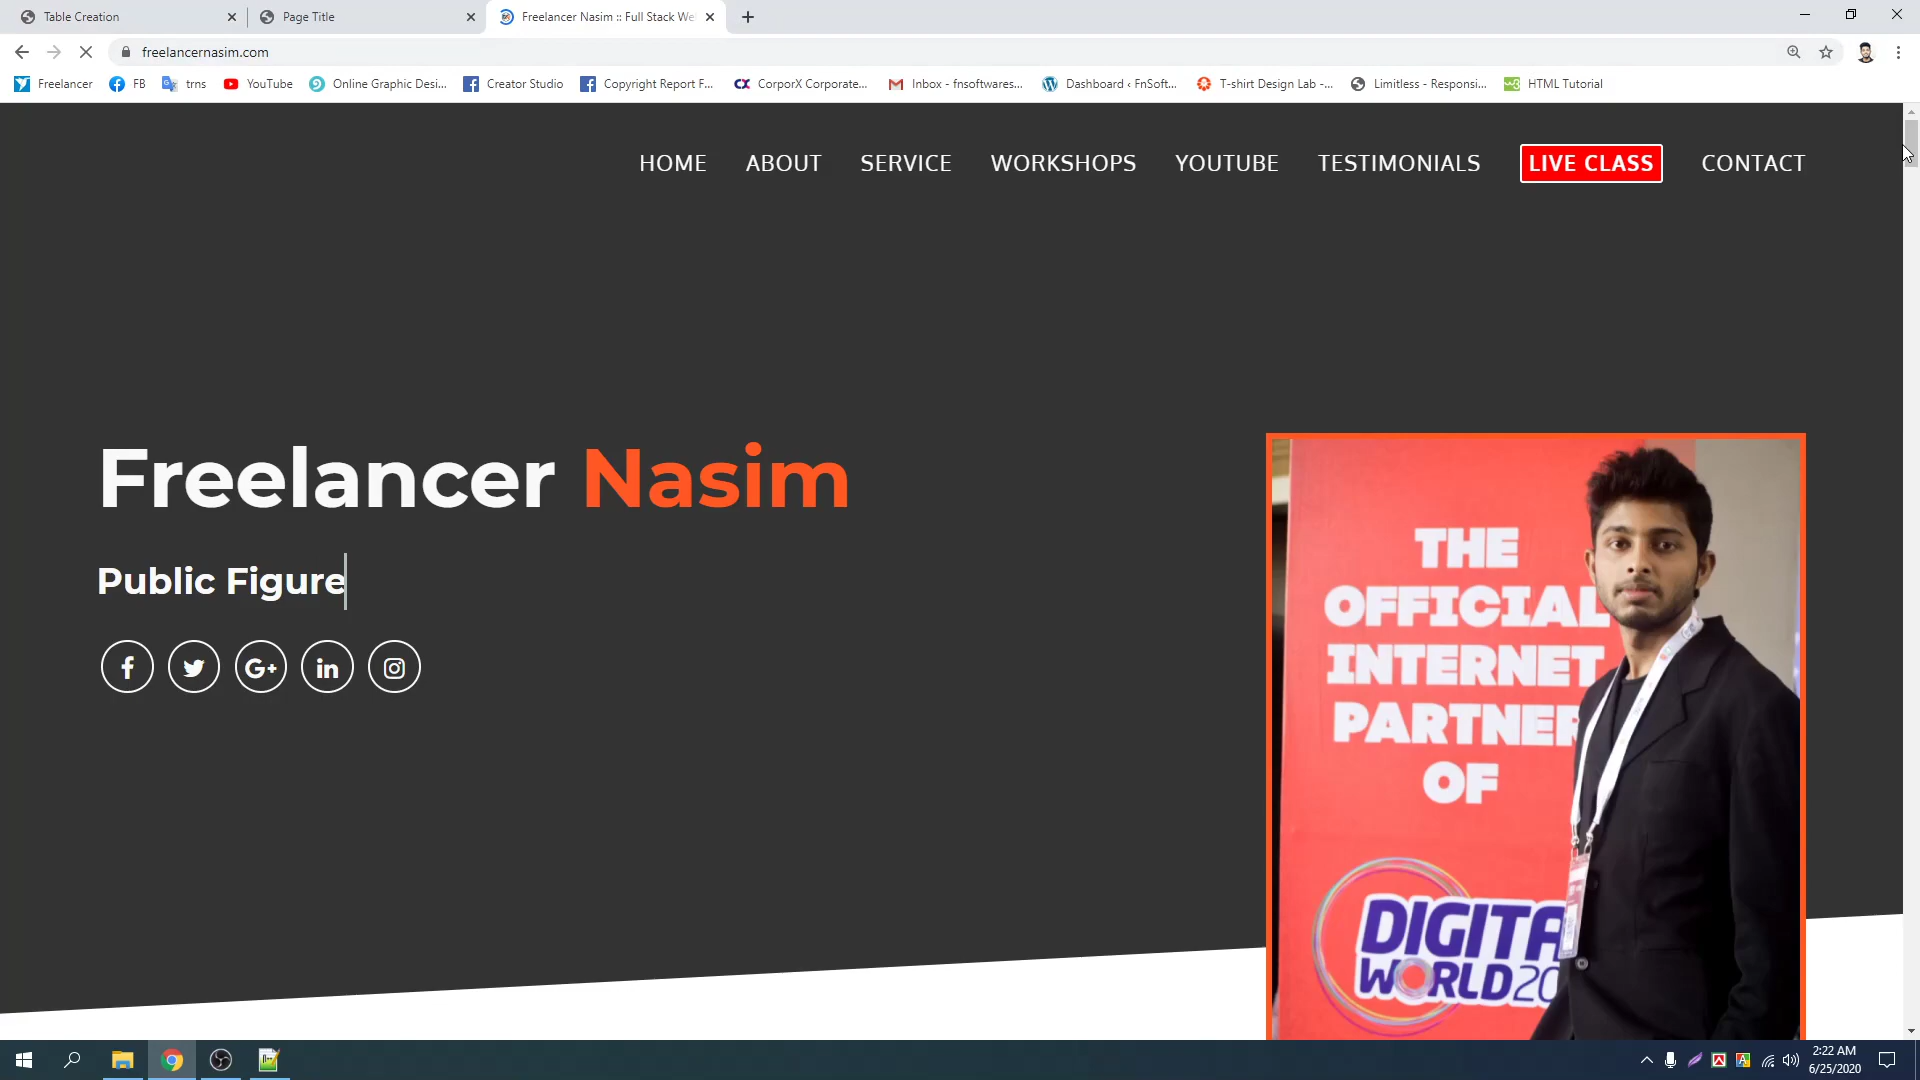 Table Creation
Page Title
Freelancer Nasim :: Full Stack We
freelancernasim.com
Freelancer FB trns YouTube Online Graphic Desi... Creator Studio Copyright Report F... CorporX Corporate... Inbox - fnsoftwares... Dashboard ‹ FnSoft... T-shirt Design Lab -... Limitless - Responsi... HTML Tutorial
HOME ABOUT SERVICE WORKSHOPS YOUTUBE TESTIMONIALS LIVE CLASS CONTACT
Freelancer Nasim
Public Figure
THE
OFFICIAL
INTERNET
PARTNER
OF
DIGITA
WORLD20
2:22 AM
6/25/2020